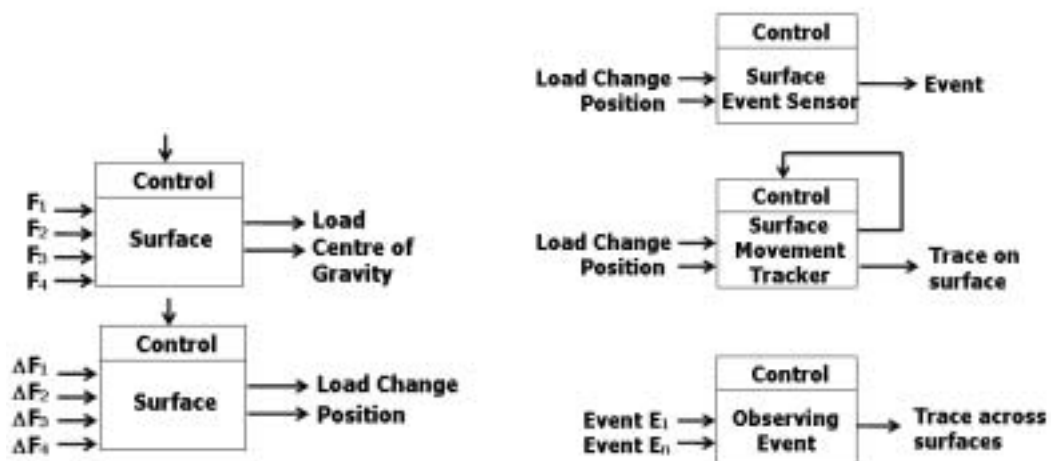 Control
F₁
F₂
F₃
F₄
Surface
Load
Centre of
Gravity
Control
ΔF₁
ΔF₂
ΔF₃
ΔF₄
Surface
Load Change
Position
Control
Load Change
Position
Surface
Event Sensor
Event
Control
Load Change
Position
Surface
Movement
Tracker
Trace on
surface
Control
Event E₁
Event Eₙ
Observing
Event
Trace across
surfaces